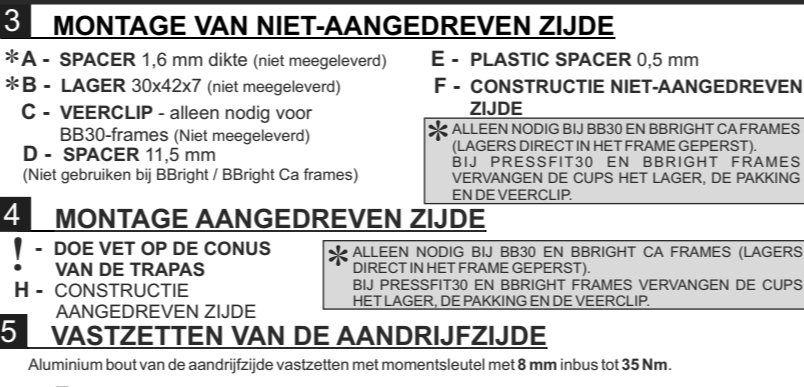 3 MONTAGE VAN NIET-AANGEDREVEN ZIJDE
*A - SPACER 1,6 mm dikte (niet meegeleverd)
*B - LAGER 30x42x7 (niet meegeleverd)
C - VEERCLIP - alleen nodig voor
BB30-frames (Niet meegeleverd)
D - SPACER 11,5 mm
(Niet gebruiken bij BBright / BBright Ca frames)
E - PLASTIC SPACER 0,5 mm
F - CONSTRUCTIE NIET-AANGEDREVEN
ZIJDE
* ALLEEN NODIG BIJ BB30 EN BBRIGHT CA FRAMES
(LAGERS DIRECT IN HET FRAME GEPERST).
BIJ PRESSFIT30 EN BBRIGHT FRAMES
VERVANGEN DE CUPS HET LAGER, DE PAKKING
EN DE VEERCLIP.
4 MONTAGE AANGEDREVEN ZIJDE
! - DOE VET OP DE CONUS
VAN DE TRAPAS
H - CONSTRUCTIE
AANGEDREVEN ZIJDE
* ALLEEN NODIG BIJ BB30 EN BBRIGHT CA FRAMES (LAGERS
DIRECT IN HET FRAME GEPERST).
BIJ PRESSFIT30 EN BBRIGHT FRAMES VERVANGEN DE CUPS
HET LAGER, DE PAKKING EN DE VEERCLIP.
5 VASTZETTEN VAN DE AANDRIJFZIJDE
Aluminium bout van de aandrijfzijde vastzetten met momentsleutel met 8 mm inbus tot 35 Nm.